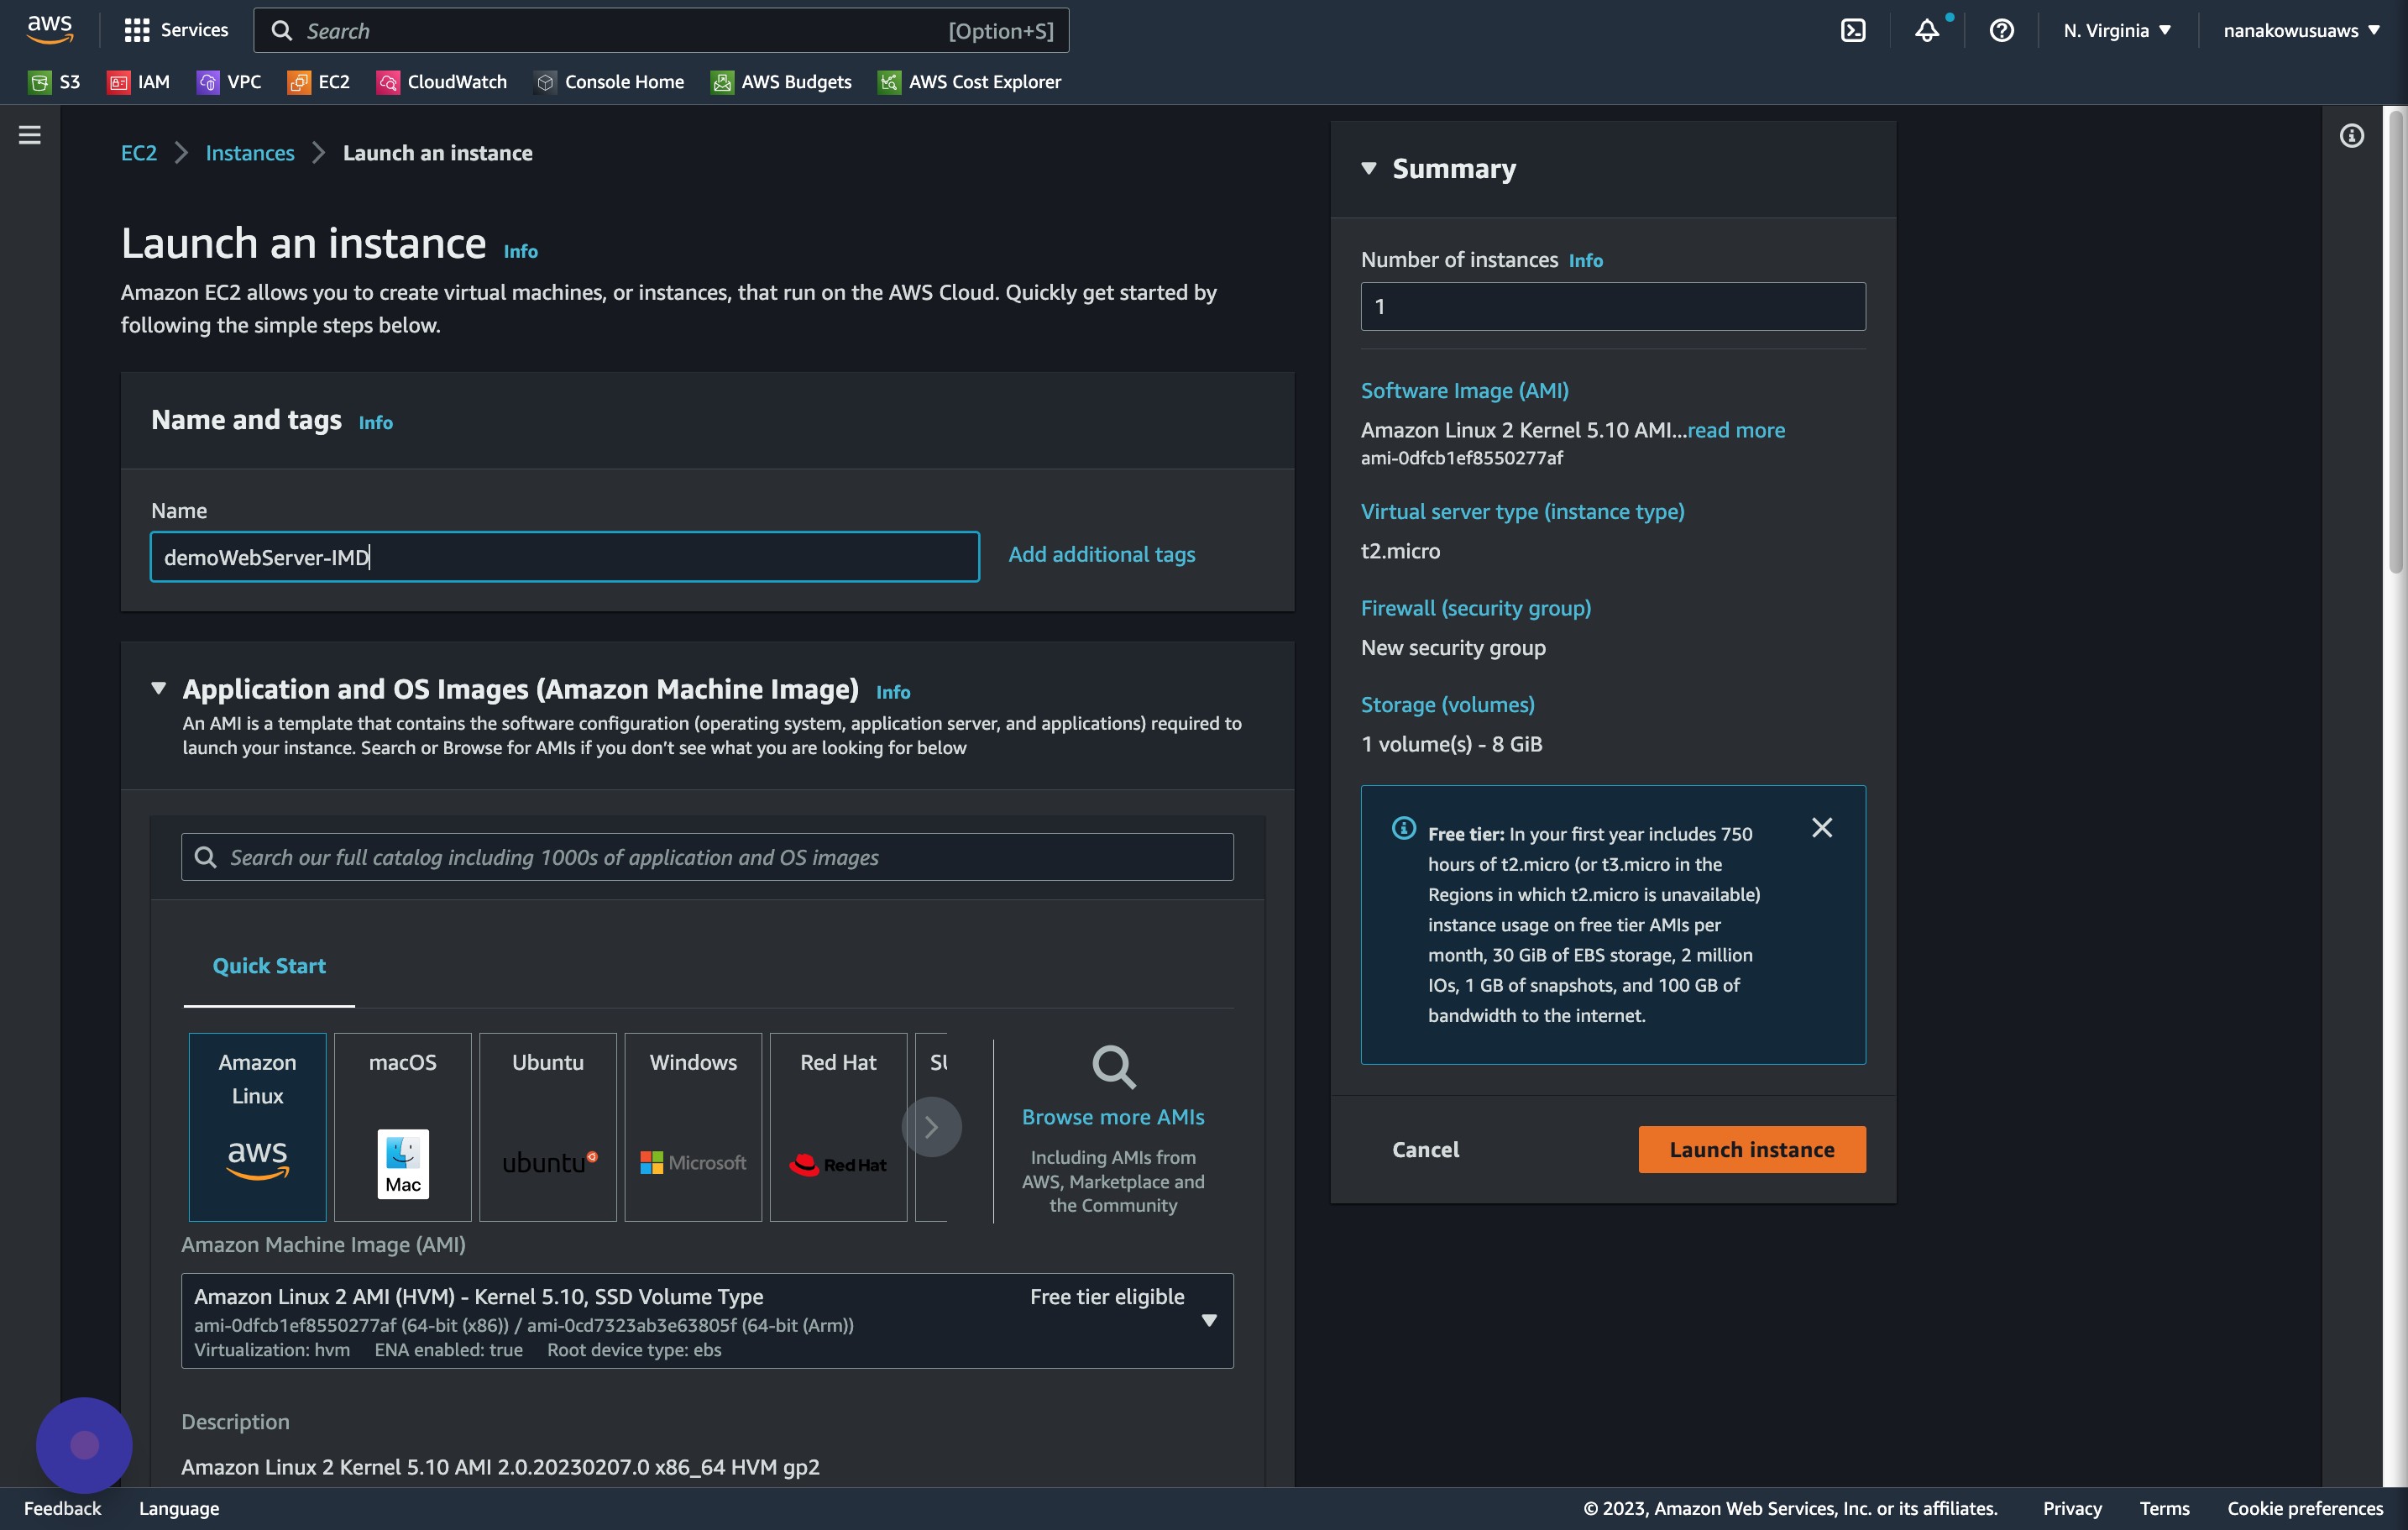 aws
Services
Search
[Option+S]
N. Virginia
nanakowusuaws
S3
IAM
VPC
EC2
CloudWatch
Console Home
AWS Budgets
AWS Cost Explorer
EC2
Instances
Launch an instance
Launch an instance Info
Amazon EC2 allows you to create virtual machines, or instances, that run on the AWS Cloud. Quickly get started by
following the simple steps below.
Name and tags Info
Name
demoWebServer-IMD
Add additional tags
Application and OS Images (Amazon Machine Image) Info
An AMI is a template that contains the software configuration (operating system, application server, and applications) required to
launch your instance. Search or Browse for AMIs if you don’t see what you are looking for below
Search our full catalog including 1000s of application and OS images
Quick Start
Amazon
Linux
aws
macOS
Mac
Ubuntu
ubuntu
Windows
Microsoft
Red Hat
Red Hat
Browse more AMIs
Including AMIs from
AWS, Marketplace and
the Community
Amazon Machine Image (AMI)
Amazon Linux 2 AMI (HVM) - Kernel 5.10, SSD Volume Type
Free tier eligible
ami-0dfcb1ef8550277af (64-bit (x86)) / ami-0cd7323ab3e63805f (64-bit (Arm))
Virtualization: hvm ENA enabled: true Root device type: ebs
Description
Amazon Linux 2 Kernel 5.10 AMI 2.0.20230207.0 x86_64 HVM gp2
Summary
Number of instances Info
1
Software Image (AMI)
Amazon Linux 2 Kernel 5.10 AMI...read more
ami-0dfcb1ef8550277af
Virtual server type (instance type)
t2.micro
Firewall (security group)
New security group
Storage (volumes)
1 volume(s) - 8 GiB
Free tier: In your first year includes 750
hours of t2.micro (or t3.micro in the
Regions in which t2.micro is unavailable)
instance usage on free tier AMIs per
month, 30 GiB of EBS storage, 2 million
IOs, 1 GB of snapshots, and 100 GB of
bandwidth to the internet.
Cancel
Launch instance
Feedback
Language
© 2023, Amazon Web Services, Inc. or its affiliates.
Privacy
Terms
Cookie preferences